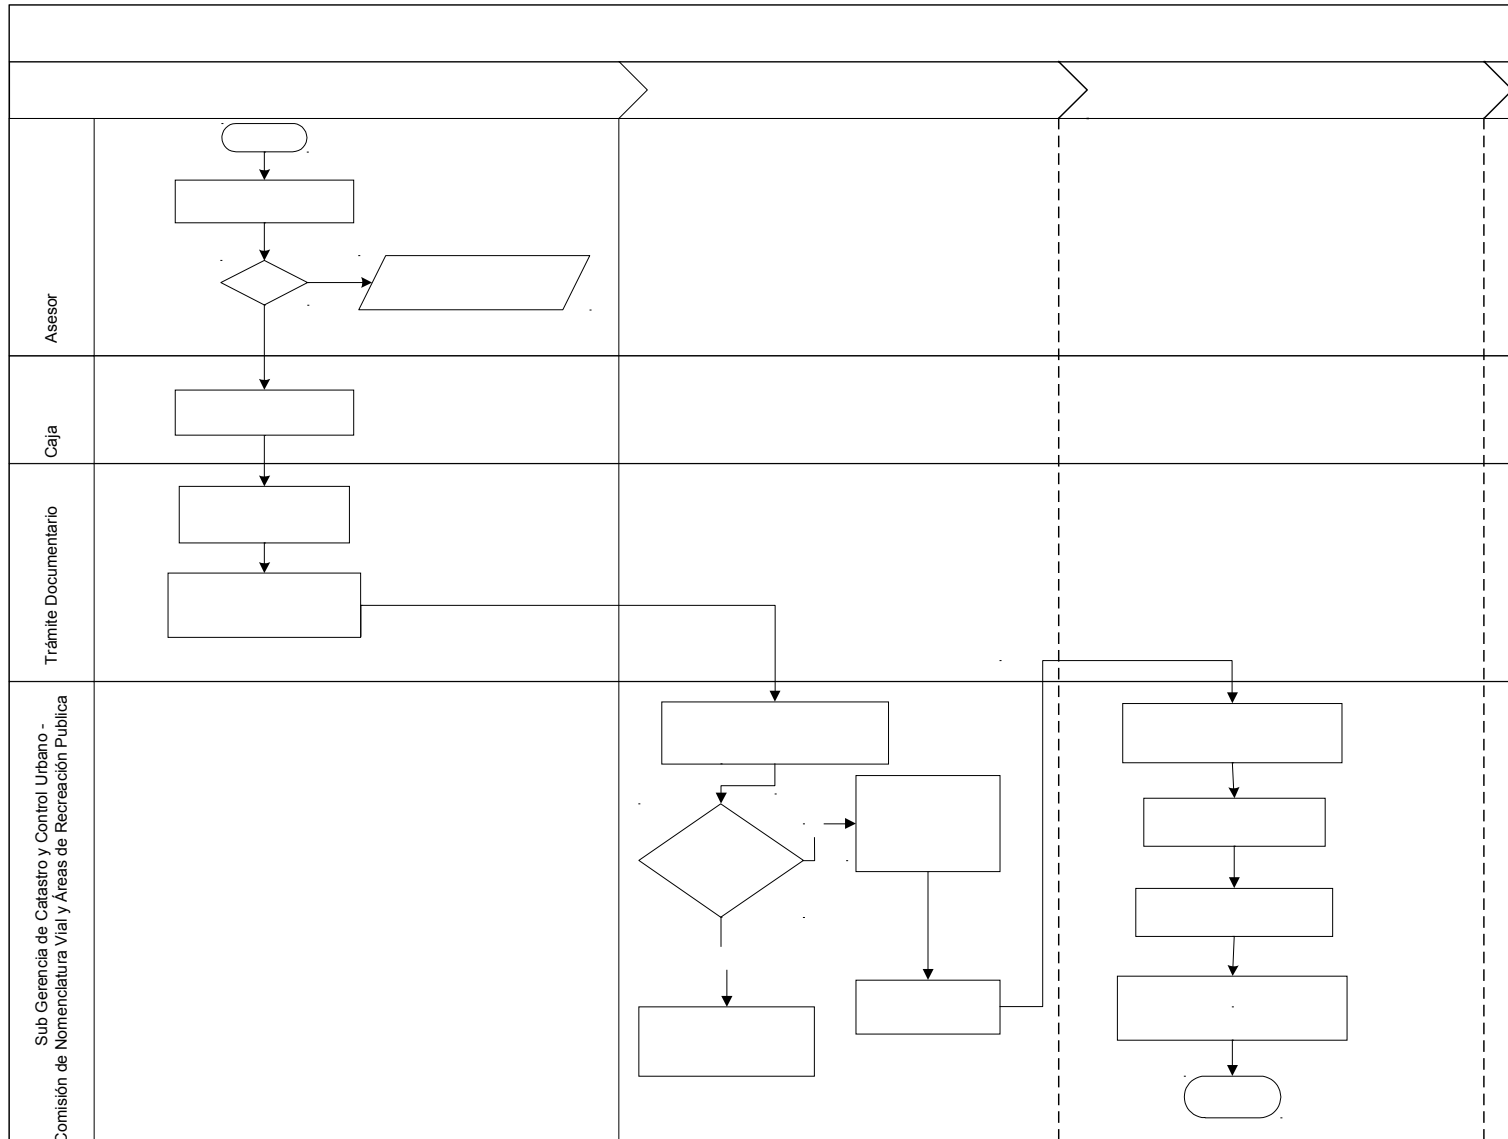 Asesor
Caja
Trámite Documentario
Sub Gerencia de Catastro y Control Urbano -
Comisión de Nomenclatura Vial y Áreas de Recreación Publica